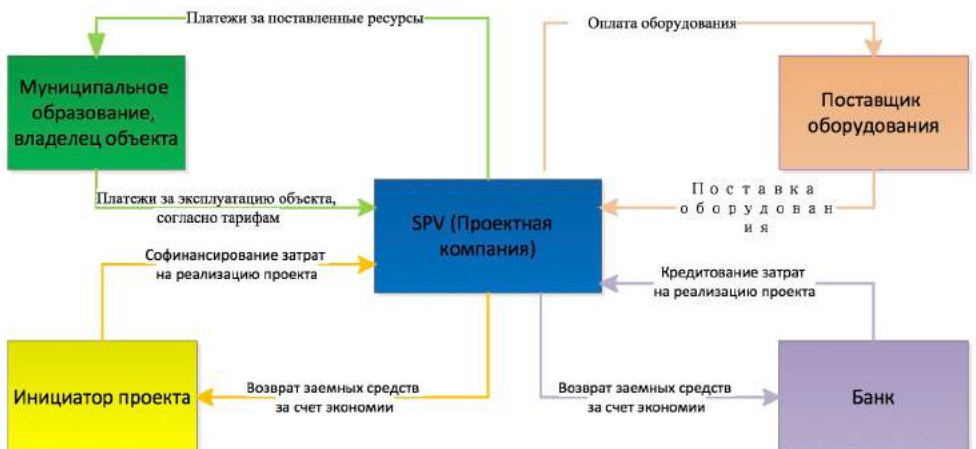 Платежи за поставленные ресурсы
Оплата оборудования
Муниципальное
образование,
владелец объекта
Поставщик
оборудования
Платежи за эксплуатацию объекта,
согласно тарифам
SPV (Проектная
компания)
Поставка
оборудован
ия
Софинансирование затрат
на реализацию проекта
Кредитование затрат
на реализацию проекта
Инициатор проекта
Возврат заемных средств
за счет экономии
Возврат заемных средств
за счет экономии
Банк